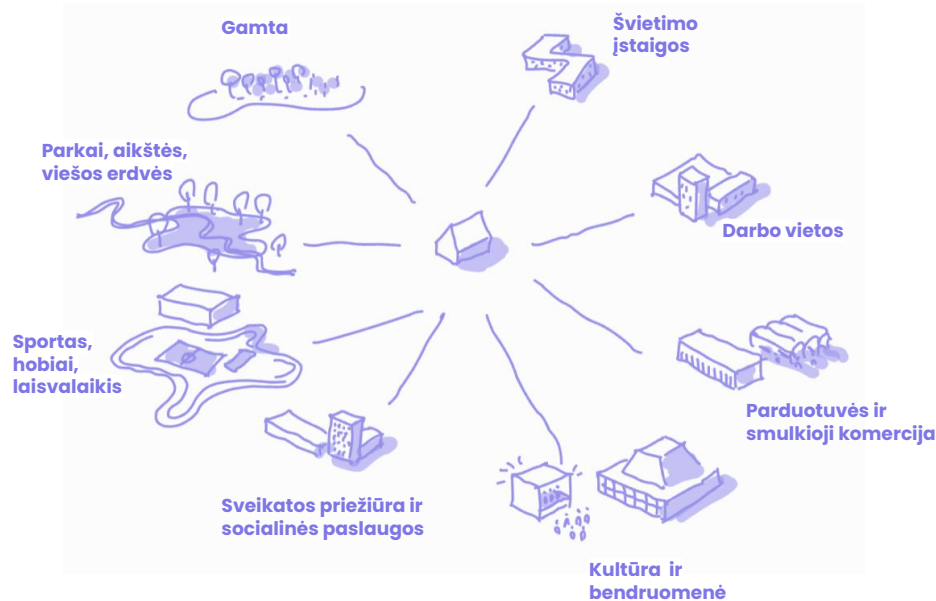 Gamta
Švietimo
įstaigos
Parkai, aikštės,
viešos erdvės
Darbo vietos
Sportas,
hobiai,
laisvalaikis
Parduotuvės ir
smulkioji komercija
Sveikatos priežiūra ir
socialinės paslaugos
Kultūra ir
bendruomenė